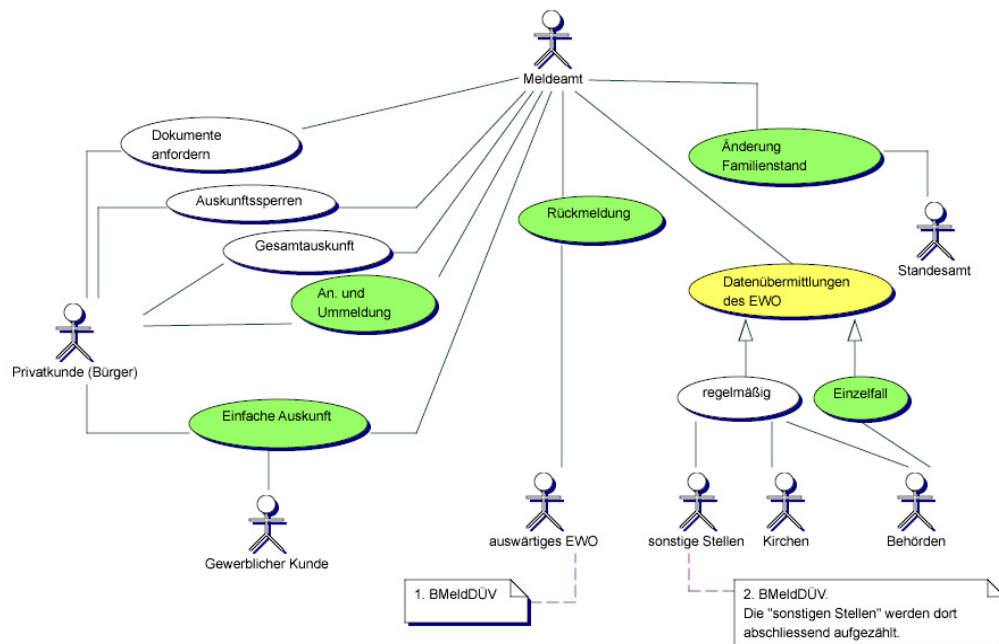 Meldeamt
Dokumente
anfordern
Änderung
Familienstand
Auskunftssperren
Rückmeldung
Gesamtauskunft
Standesamt
An. und
Ummeldung
Datenübermittlungen
des EWO
Privatkunde (Bürger)
regelmäßig
Einzelfall
Einfache Auskunft
auswärtiges EWO
sonstige Stellen
Kirchen
Behörden
Gewerblicher Kunde
1. BMeldDÜV
2. BMeldDÜV.
Die "sonstigen Stellen" werden dort
abschliessend aufgezählt.